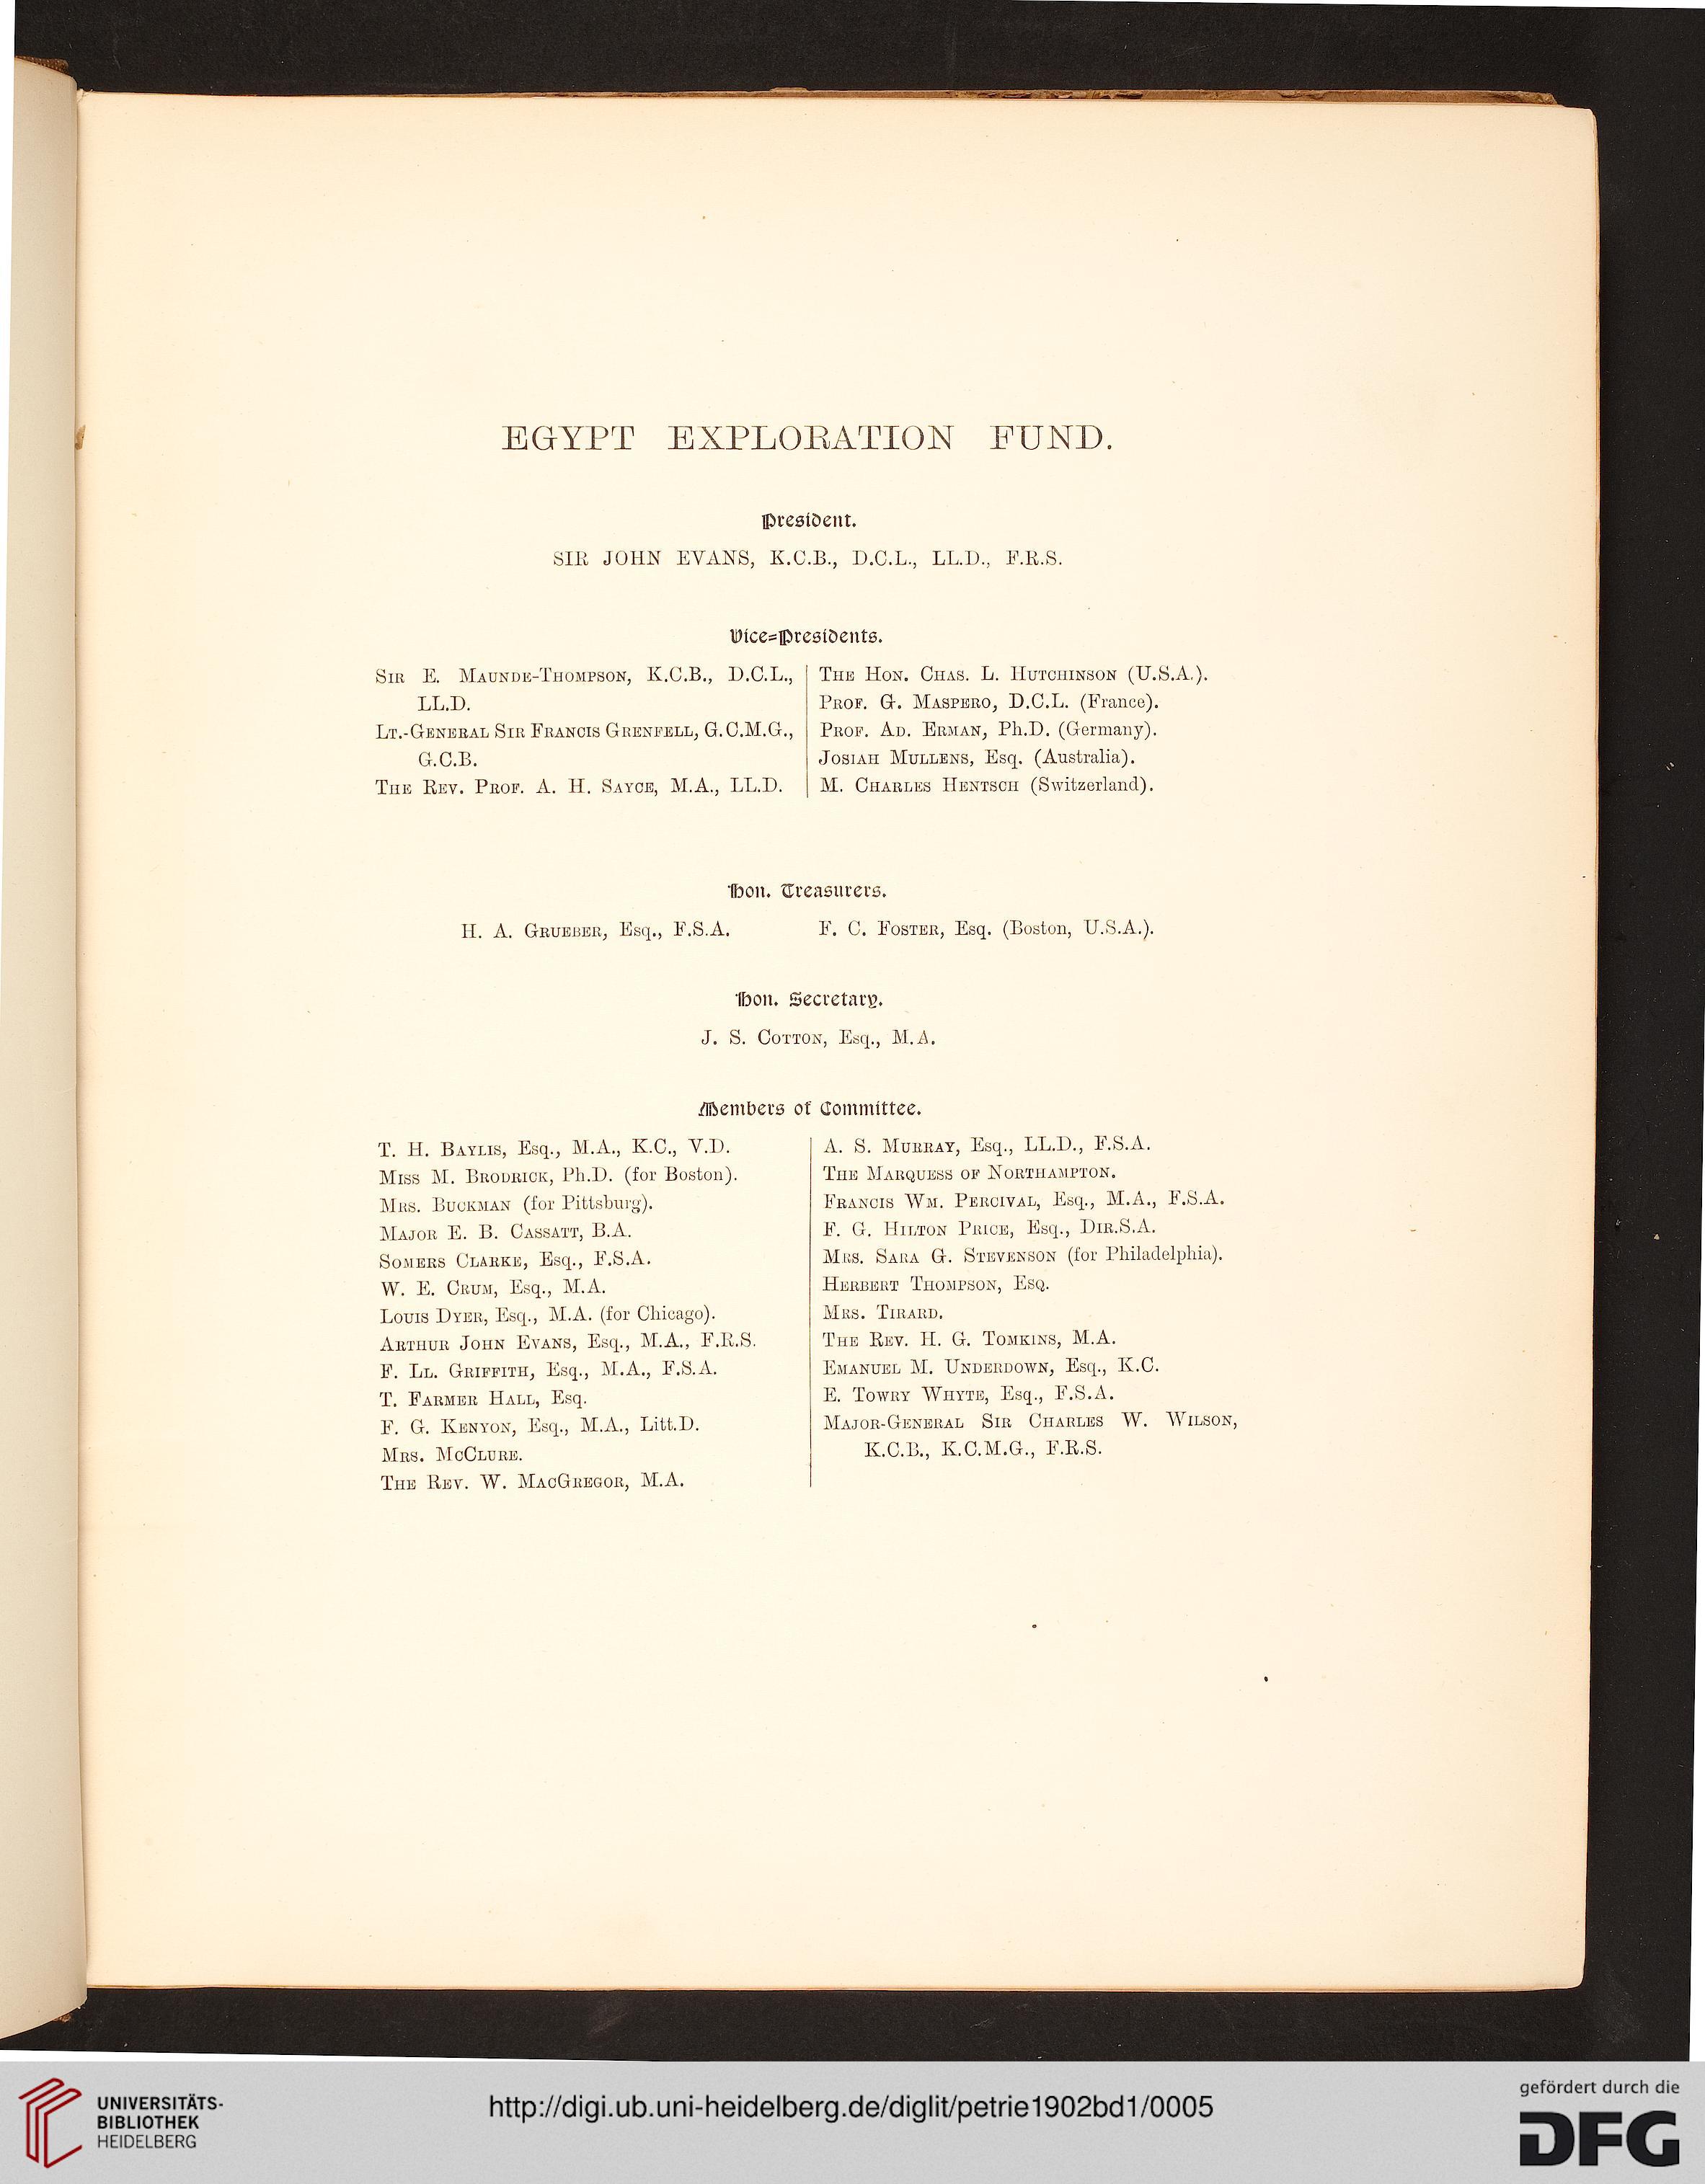 EGYPT EXPLORATION FUND.
President.
SIR JOHN EVANS, K.C.B., D.C.L., LL.D., F.R.S.
Vice-Presidents.
SIR E. MAUNDE-THOMPSON, K.C.B., D.C.L.,
LL.D.
LT.-GENERAL SIR FRANCIS GRENFELL, G.C.M.G.,
G.C.B.
THE REV. PROF. A. H. SAYCE, M.A., LL.D.
THE HON. CHAS. L. HUTCHINSON (U.S.A.).
PROF. G. MASPERO, D.C.L. (France).
PROF. AD. ERMAN, Ph.D. (Germany).
JOSIAH MULLENS, Esq. (Australia).
M. CHARLES HENTSCH (Switzerland).
Hon. Treasurers.
H. A. GRUEBER, Esq., F.S.A. F. C. FOSTER, Esq. (Boston, U.S.A.).
Hon. Secretary.
J. S. COTTON, Esq., M.A.
Members of Committee.
T. H. BAYLIS, Esq., M.A., K.C., V.D.
MISS M. BRODRICK, Ph.D. (for Boston).
MRS. BUCKMAN (for Pittsburg).
MAJOR E. B. CASSATT, B.A.
SOMERS CLARKE, Esq., F.S.A.
W. E. CRUM, Esq., M.A.
LOUIS DYER, Esq., M.A. (for Chicago).
ARTHUR JOHN EVANS, Esq., M.A., F.R.S.
F. LL. GRIFFITH, Esq., M.A., F.S.A.
T. FARMER HALL, Esq.
F. G. KENYON, Esq., M.A., Litt.D.
MRS. MCCLURE.
THE REV. W. MACGREGOR, M.A.
A. S. MURRAY, Esq., LL.D., F.S.A.
THE MARQUESS OF NORTHAMPTON.
FRANCIS WM. PERCIVAL, Esq., M.A., F.S.A.
F. G. HILTON PRICE, Esq., DIR.S.A.
MRS. SARA G. STEVENSON (for Philadelphia).
HERBERT THOMPSON, ESQ.
MRS. TIRARD.
THE REV. H. G. TOMKINS, M.A.
EMANUEL M. UNDERDOWN, Esq., K.C.
E. TOWRY WHYTE, Esq., F.S.A.
MAJOR-GENERAL SIR CHARLES W. WILSON,
K.C.B., K.C.M.G., F.R.S.
UNIVERSITÄTS-
BIBLIOTHEK
HEIDELBERG
http://digi.ub.uni-heidelberg.de/diglit/petrie1902bd1/0005
gefördert durch die
DFG